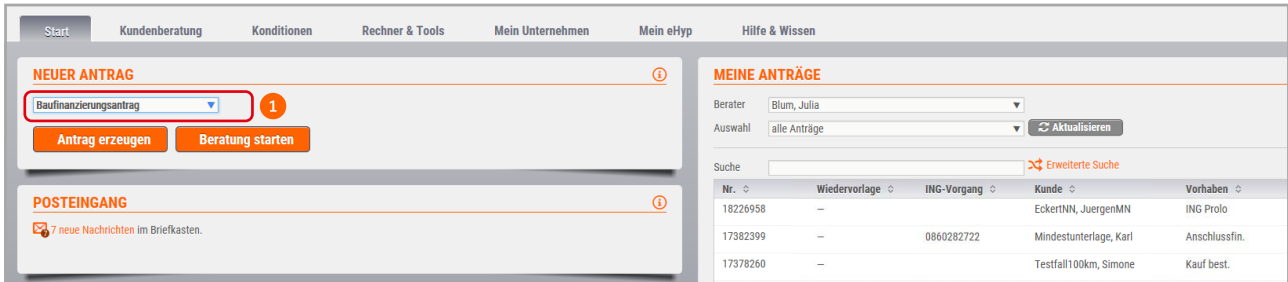 Start Kundenberatung Konditionen Rechner & Tools Mein Unternehmen Mein eHyp Hilfe & Wissen
NEUER ANTRAG
Baufinanzierungsantrag 1
Antrag erzeugen Beratung starten
POSTEINGANG
7 neue Nachrichten im Briefkasten.
MEINE ANTRÄGE
Berater Blum, Julia
Auswahl alle Anträge Aktualisieren
Suche Erweiterte Suche
Nr. Wiedervorlage ING-Vorgang Kunde Vorhaben
18226958 – EckertNN, JuergenMN ING Prolo
17382399 – 0860282722 Mindestunterlage, Karl Anschlussfin.
17378260 – Testfall100km, Simone Kauf best.